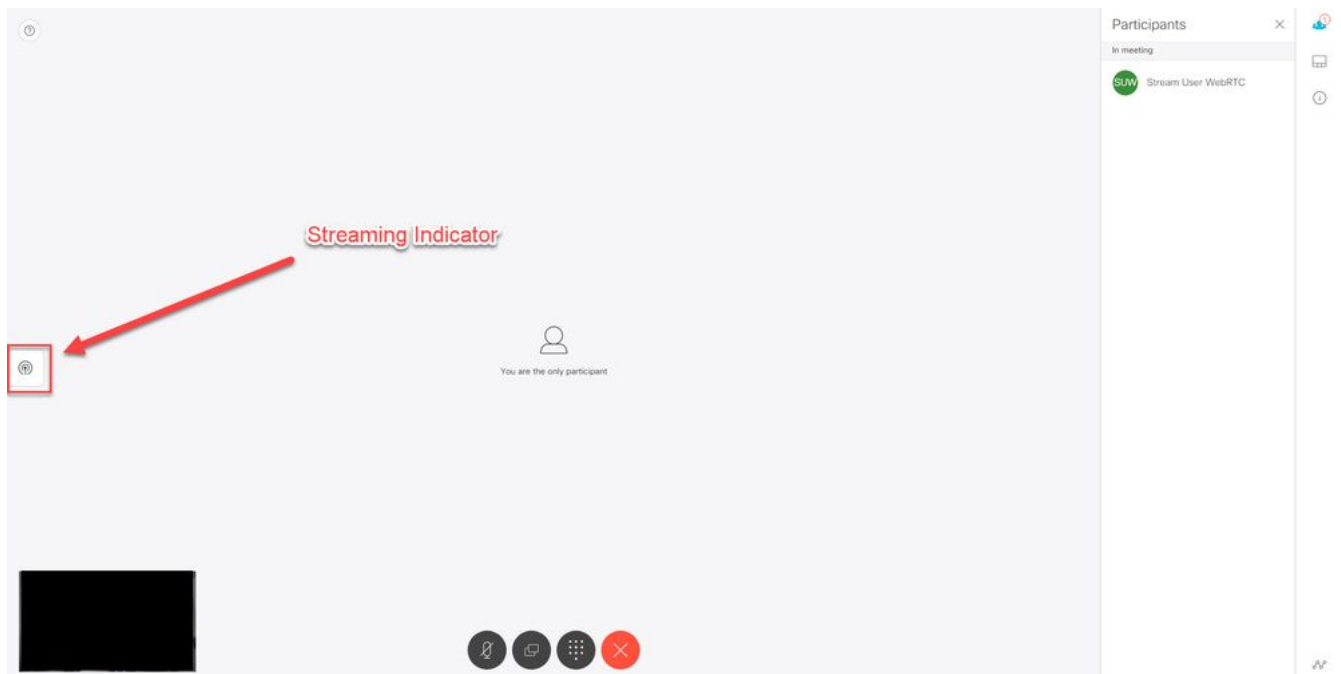 Participants
In meeting
SUW Stream User WebRTC
Streaming Indicator
You are the only participant